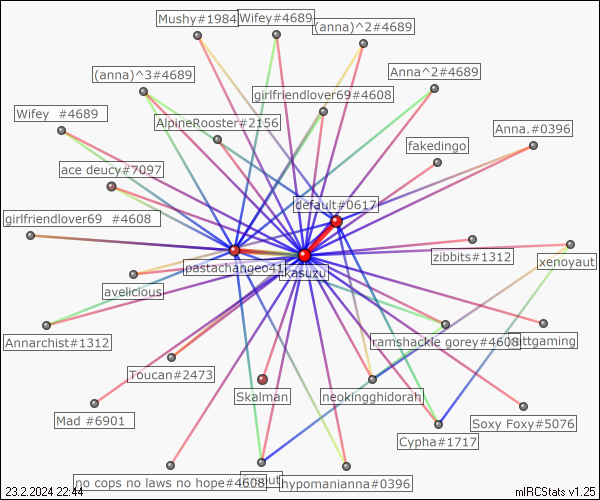 Mushy#1984
Wifey#4689
(anna)^2#4689
(anna)^3#4689
Anna^2#4689
girlfriendlover69#4608
Wifey  #4689
AlpineRooster#2156
Anna.#0396
fakedingo
ace deucy#7097
default#0617
girlfriendlover69  #4608
zibbits#1312
xenoyaut
pastachangeo41
kasuzu
avelicious
Annarchist#1312
ramshackle gorey#4608
Toucan#2473
Skalman
neokingghidorah
Mad #6901
Soxy Foxy#5076
Cypha#1717
no cops no laws no hope#4608
hypomanianna#0396
23.2.2024 22:44
mIRCStats v1.25